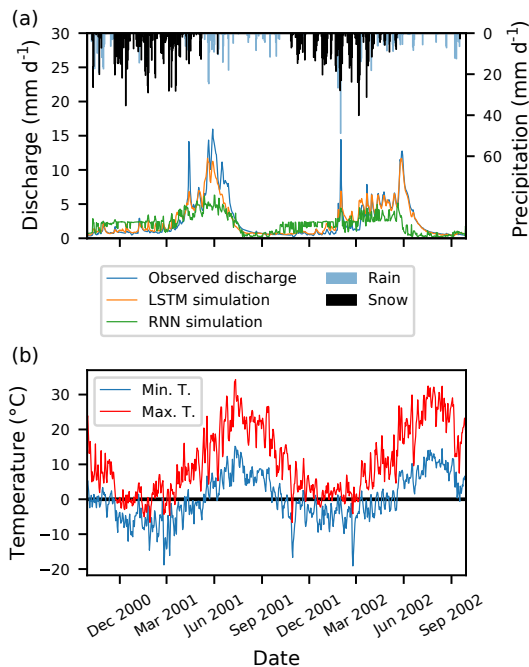 (a)
30
25
20
15
10
5
0
Discharge (mm d⁻¹)
0
20
40
60
Precipitation (mm d⁻¹)
Observed discharge
LSTM simulation
RNN simulation
Rain
Snow
(b)
Min. T.
Max. T.
30
20
10
0
−10
−20
Temperature (°C)
Dec 2000
Mar 2001
Jun 2001
Sep 2001
Dec 2001
Mar 2002
Jun 2002
Sep 2002
Date